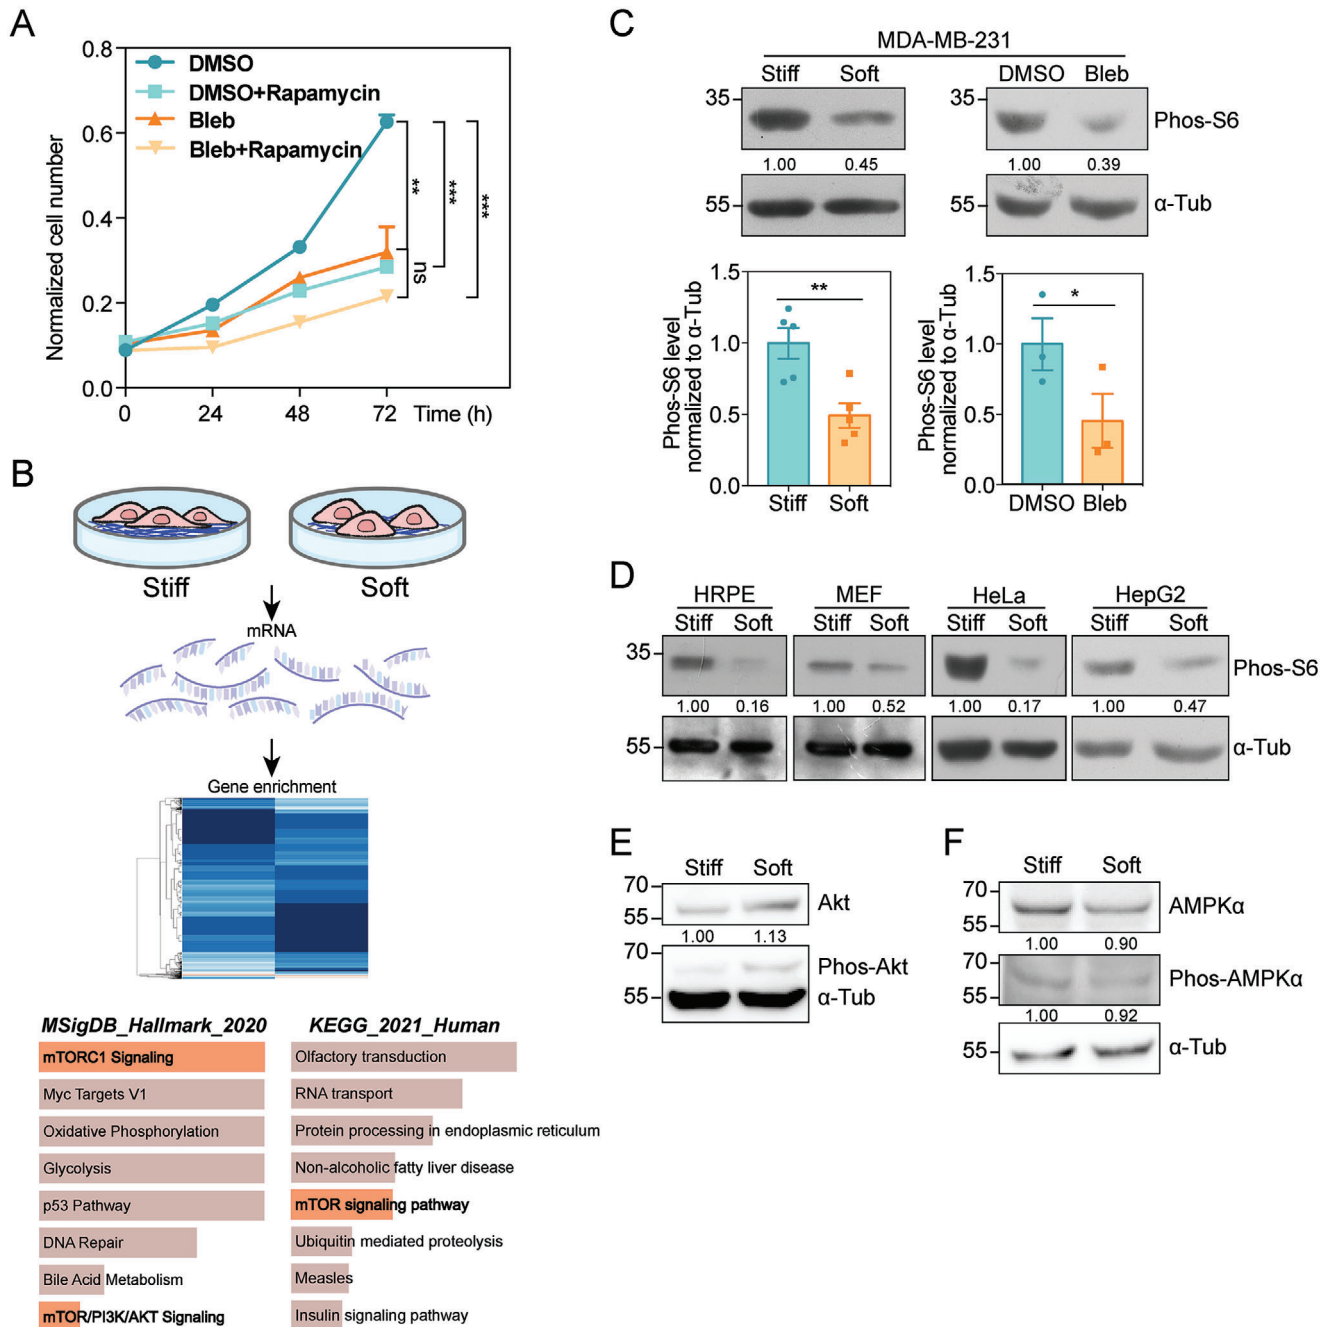 A
0.8
0.6
0.4
0.2
0.0
Normalized cell number
DMSO
DMSO+Rapamycin
Bleb
Bleb+Rapamycin
**
***
***
ns
0 24 48 72 Time (h)
B
Stiff Soft
mRNA
Gene enrichment
MSigDB_Hallmark_2020
mTORC1 Signaling
Myc Targets V1
Oxidative Phosphorylation
Glycolysis
p53 Pathway
DNA Repair
Bile Acid Metabolism
mTOR/PI3K/AKT Signaling
KEGG_2021_Human
Olfactory transduction
RNA transport
Protein processing in endoplasmic reticulum
Non-alcoholic fatty liver disease
mTOR signaling pathway
Ubiquitin mediated proteolysis
Measles
Insulin signaling pathway
C
MDA-MB-231
Stiff Soft DMSO Bleb
35 35 Phos-S6
1.00 0.45 1.00 0.39
55 55 α-Tub
Phos-S6 level
normalized to α-Tub
1.5
1.0
0.5
0.0
**
Stiff Soft
Phos-S6 level
normalized to α-Tub
1.5
1.0
0.5
0.0
*
DMSO Bleb
D
HRPE MEF HeLa HepG2
Stiff Soft Stiff Soft Stiff Soft Stiff Soft
35 Phos-S6
1.00 0.16 1.00 0.52 1.00 0.17 1.00 0.47
55 α-Tub
E
Stiff Soft
70
Akt
55
1.00 1.13
70
Phos-Akt
55 α-Tub
F
Stiff Soft
70
AMPKα
55
1.00 0.90
70
Phos-AMPKα
55
1.00 0.92
55 α-Tub